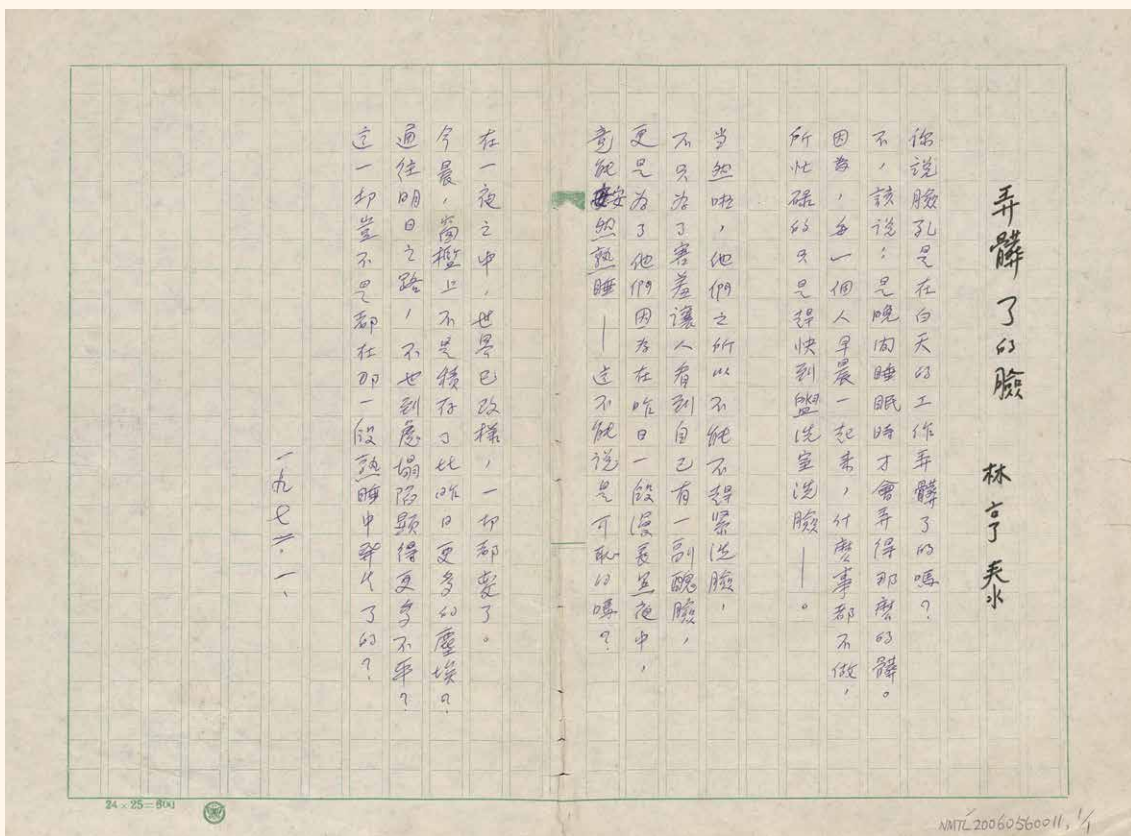 弄髒了的臉 林亨泰
你說臉孔是在白天的工作弄髒了的嗎？
不，該說：是晚間睡眠時才會弄得那麼的髒。
因為，每一個人早晨一起來，什麼事都不做，
所忙碌的只是趕快到盥洗室洗臉──。
当然啦，他們之所以不能不趕緊洗臉，
不只為了害羞讓人看到自己有一副醜臉，
更是為了他們因為在昨日一段漫長黑夜中，
竟能安然熟睡──這不能說是可恥的嗎？
在一夜之中，世界已改樣，一切都變了。
今晨，窗檻上不是積存了比昨日更多的塵埃？
通往明日之路，不也到處塌陷顯得更多不平？
這一切豈不是都在那一段熟睡中發生了的？
一九七二．一．
24×25=600
NMTL20060560011, 1/1